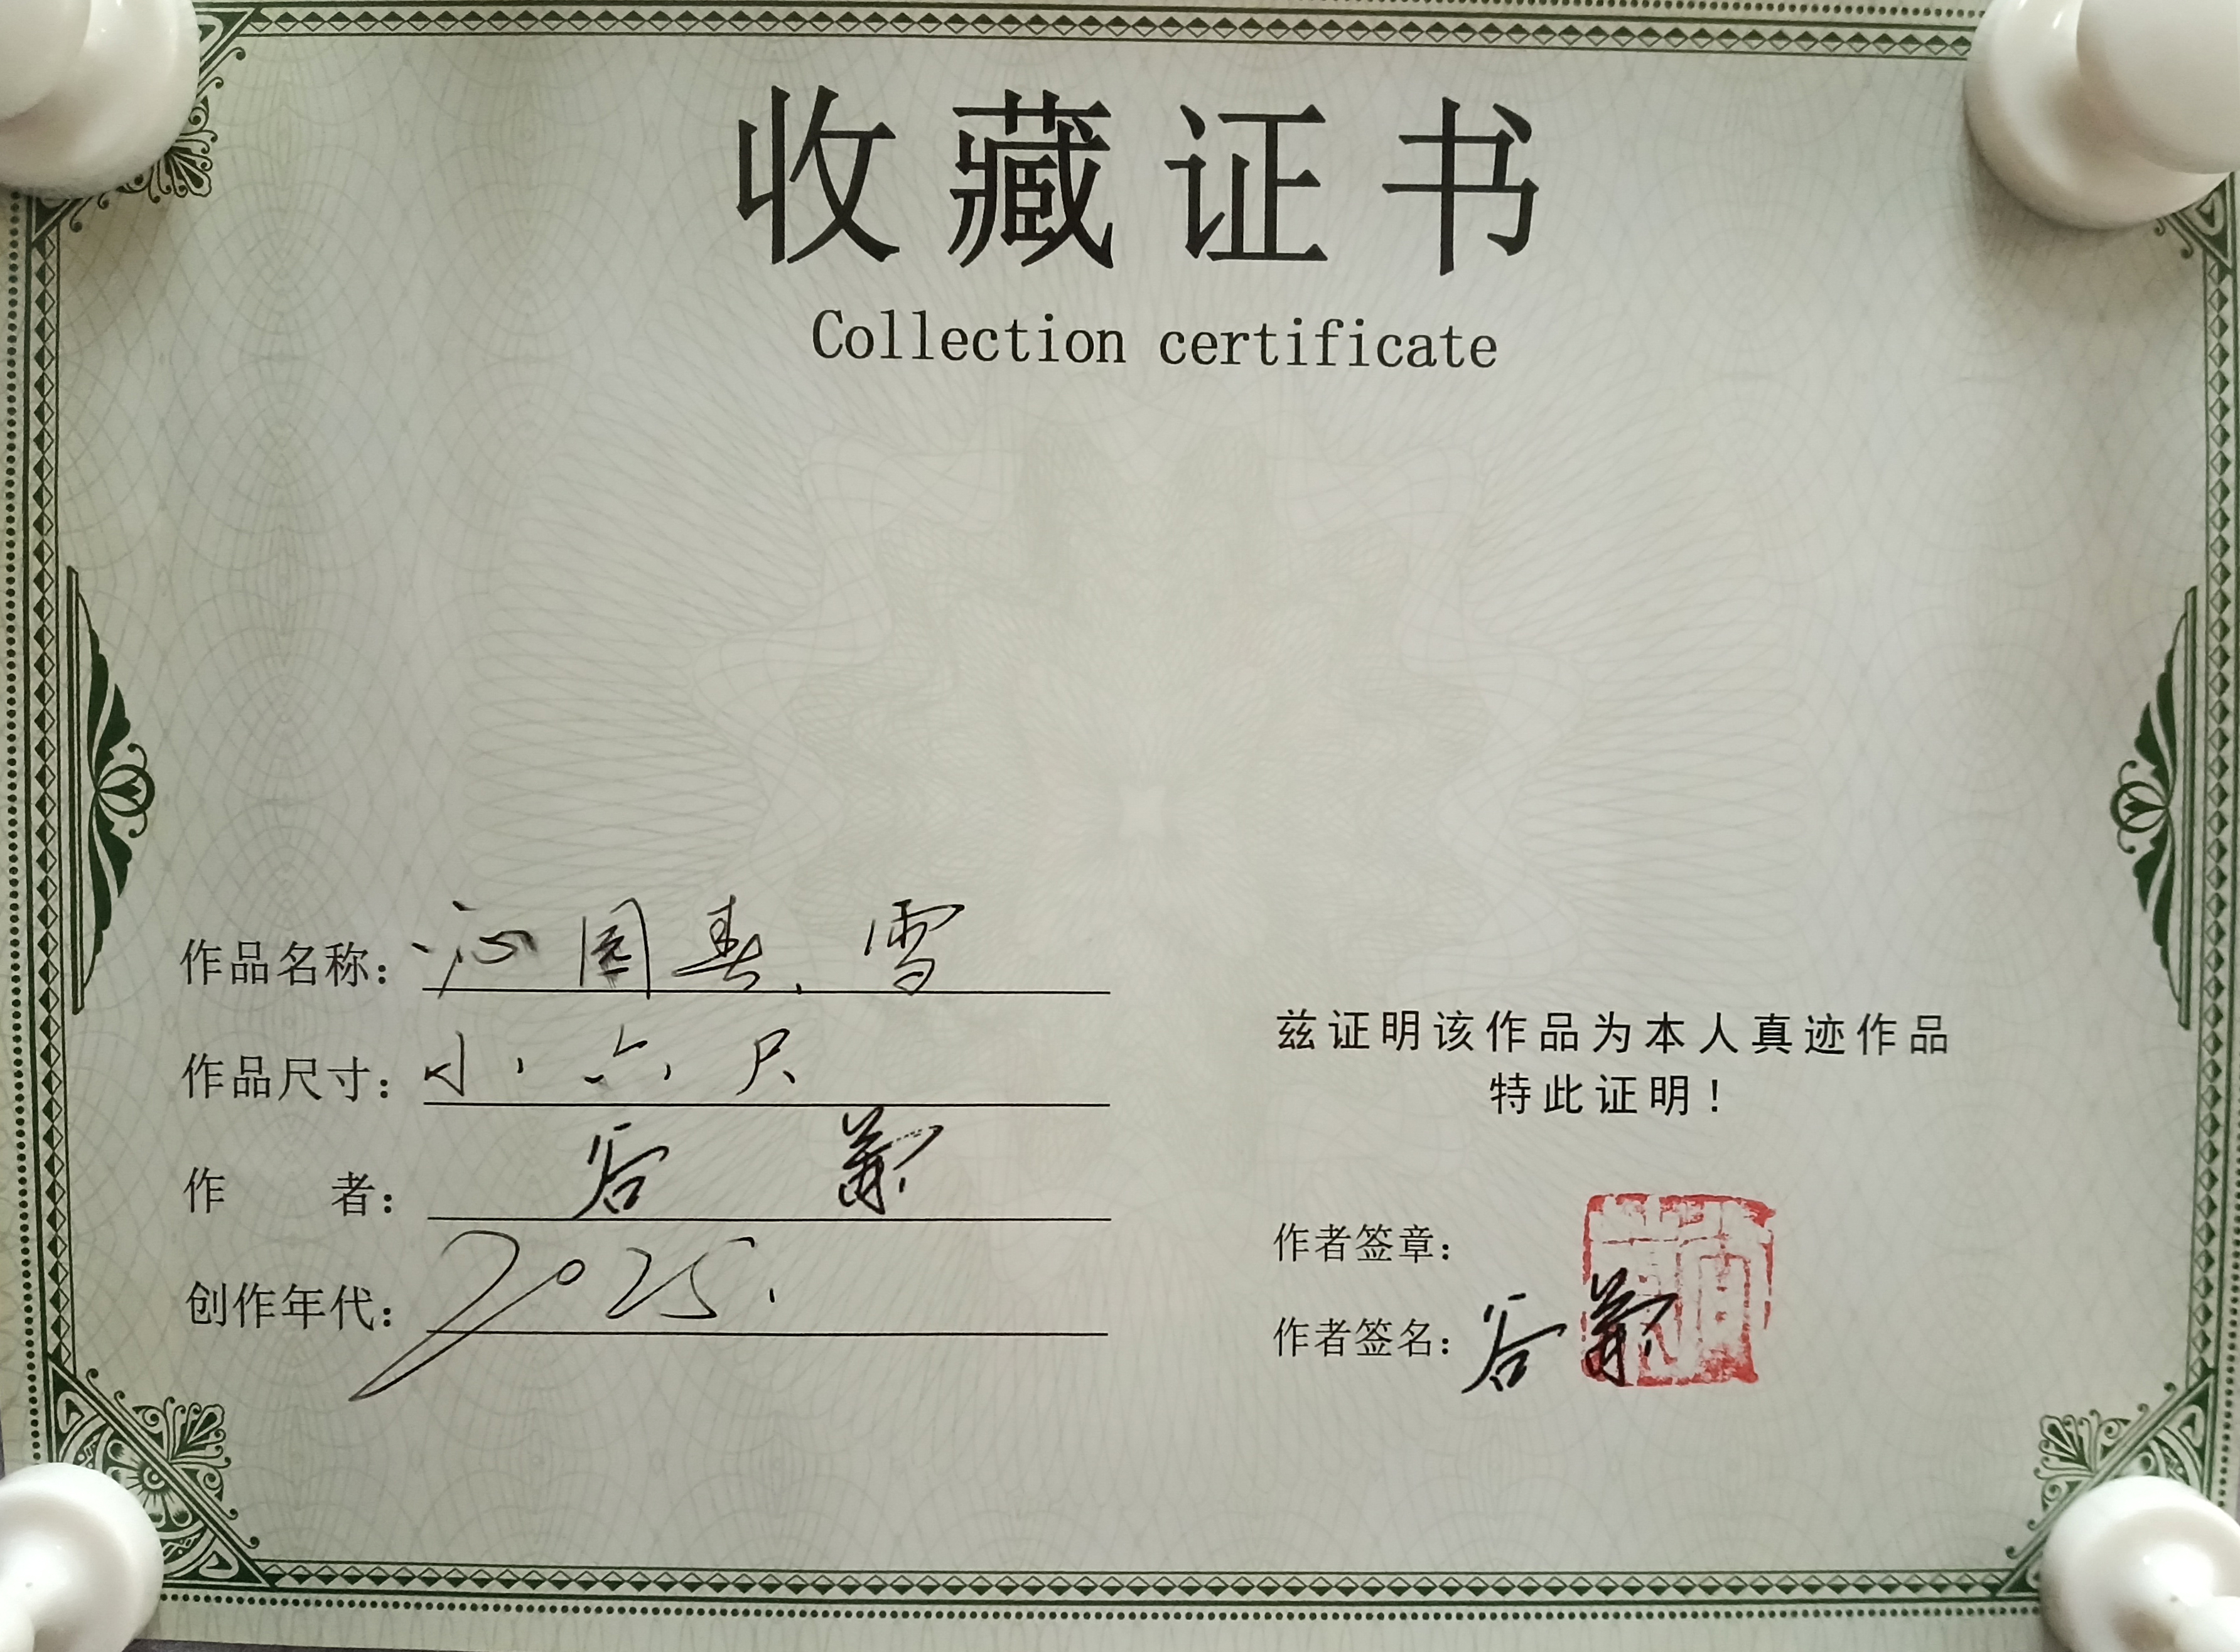 收藏证书
Collection certificate
作品名称：沁园春.雪
作品尺寸：小六尺
作者：谷
创作年代：2025.
兹证明该作品为本人真迹作品
特此证明！
作者签章：
作者签名：谷